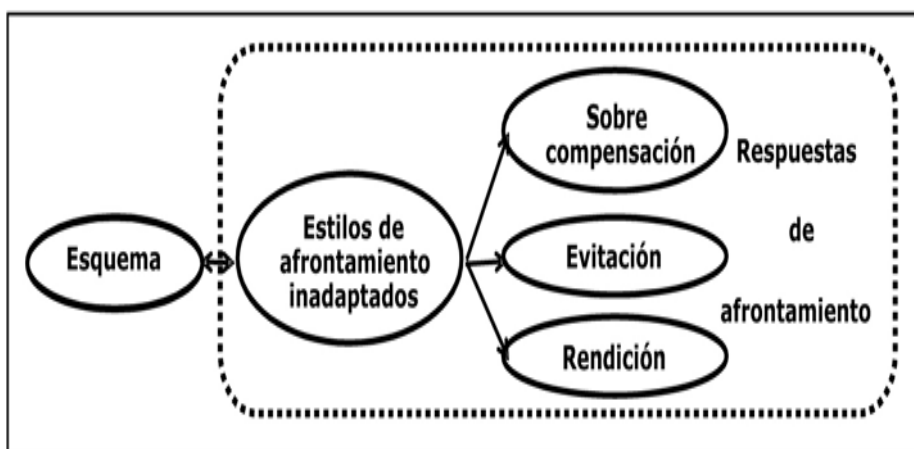 Esquema
Estilos de
afrontamiento
inadaptados
Sobre
compensación
Evitación
Rendición
Respuestas
de
afrontamiento